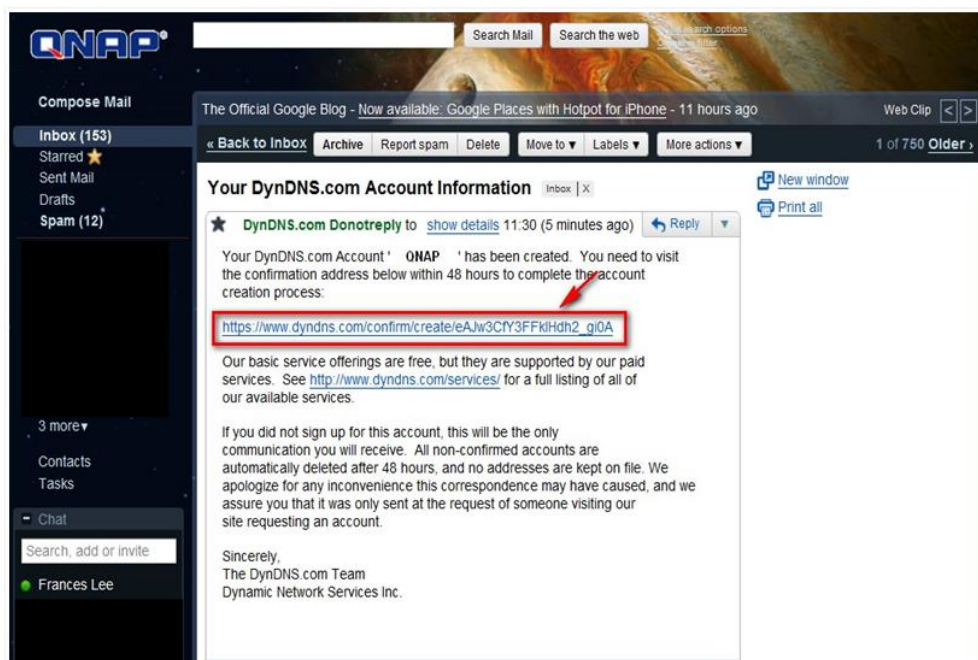 QNAP
Search Mail
Search the web
search options
filter
Compose Mail
Inbox (153)
Starred
Sent Mail
Drafts
Spam (12)
3 more▾
Contacts
Tasks
- Chat
Search, add or invite
Frances Lee
The Official Google Blog - Now available: Google Places with Hotpot for iPhone - 11 hours ago
Web Clip < >
« Back to Inbox Archive Report spam Delete Move to ▾ Labels ▾ More actions ▾ 1 of 750 Older ›
Your DynDNS.com Account Information Inbox | X
New window
Print all
DynDNS.com Donotreply to show details 11:30 (5 minutes ago) Reply ▾
Your DynDNS.com Account ' QNAP ' has been created. You need to visit
the confirmation address below within 48 hours to complete the account
creation process:
https://www.dyndns.com/confirm/create/eAJw3CfY3FFklHdh2_gi0A
Our basic service offerings are free, but they are supported by our paid
services. See http://www.dyndns.com/services/ for a full listing of all of
our available services.
If you did not sign up for this account, this will be the only
communication you will receive. All non-confirmed accounts are
automatically deleted after 48 hours, and no addresses are kept on file. We
apologize for any inconvenience this correspondence may have caused, and we
assure you that it was only sent at the request of someone visiting our
site requesting an account.
Sincerely,
The DynDNS.com Team
Dynamic Network Services Inc.